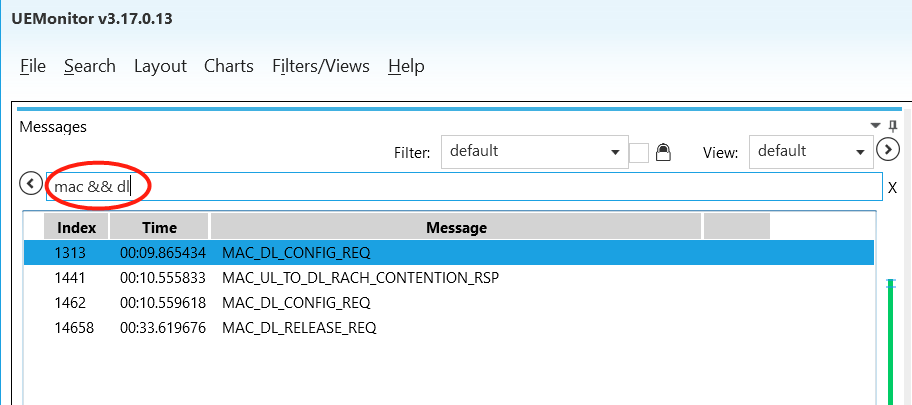 UEMonitor v3.17.0.13
File Search Layout Charts Filters/Views Help
Messages
Filter: default View: default
mac && dl X
Index Time Message
1313 00:09.865434 MAC_DL_CONFIG_REQ
1441 00:10.555833 MAC_UL_TO_DL_RACH_CONTENTION_RSP
1462 00:10.559618 MAC_DL_CONFIG_REQ
14658 00:33.619676 MAC_DL_RELEASE_REQ